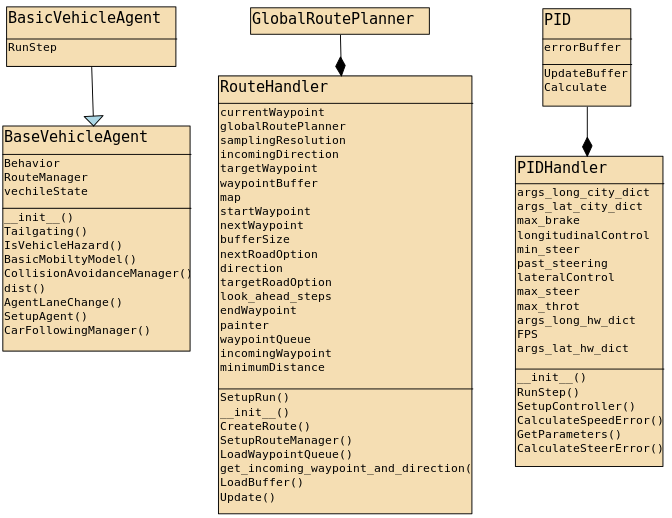 BasicVehicleAgent
RunStep
BaseVehicleAgent
Behavior
RouteManager
vechileState
__init__()
Tailgating()
IsVehicleHazard()
BasicMobiltyModel()
CollisionAvoidanceManager()
dist()
AgentLaneChange()
SetupAgent()
CarFollowingManager()
GlobalRoutePlanner
RouteHandler
currentWaypoint
globalRoutePlanner
samplingResolution
incomingDirection
targetWaypoint
waypointBuffer
map
startWaypoint
nextWaypoint
bufferSize
nextRoadOption
direction
targetRoadOption
look_ahead_steps
endWaypoint
painter
waypointQueue
incomingWaypoint
minimumDistance
SetupRun()
__init__()
CreateRoute()
SetupRouteManager()
LoadWaypointQueue()
get_incoming_waypoint_and_direction(
LoadBuffer()
Update()
PID
errorBuffer
UpdateBuffer
Calculate
PIDHandler
args_long_city_dict
args_lat_city_dict
max_brake
longitudinalControl
min_steer
past_steering
lateralControl
max_steer
max_throt
args_long_hw_dict
FPS
args_lat_hw_dict
__init__()
RunStep()
SetupController()
CalculateSpeedError()
GetParameters()
CalculateSteerError()